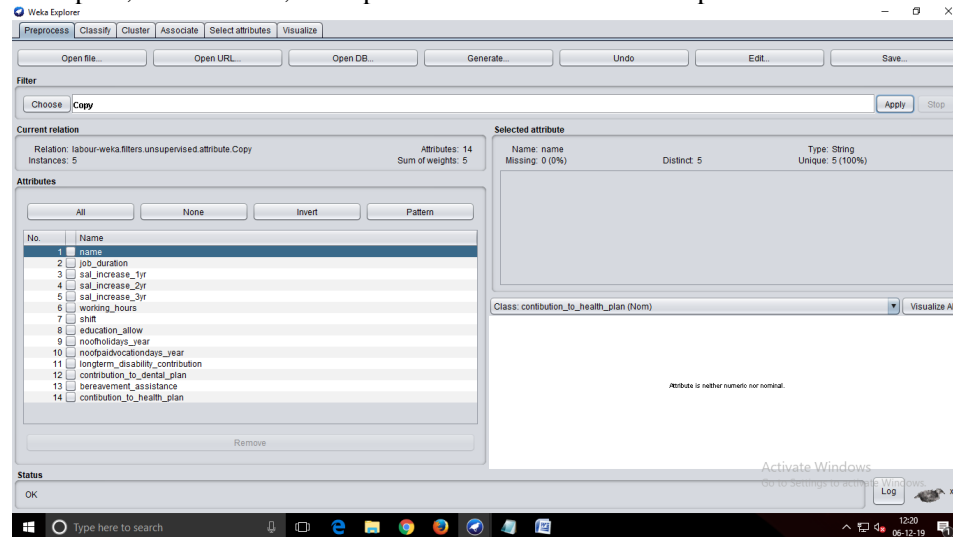 Weka Explorer
Preprocess Classify Cluster Associate Select attributes Visualize
Open file... Open URL... Open DB... Generate... Undo Edit... Save...
Filter
Choose Copy Apply Stop
Current relation
Relation: labour-weka.filters.unsupervised.attribute.Copy Attributes: 14
Instances: 5 Sum of weights: 5
Selected attribute
Name: name Type: String
Missing: 0 (0%) Distinct: 5 Unique: 5 (100%)
Attributes
All None Invert Pattern
No. Name
1 name
2 job_duration
3 sal_increase_1yr
4 sal_increase_2yr
5 sal_increase_3yr
6 working_hours
7 shift
8 education_allow
9 noofholidays_year
10 noofpaidvocationdays_year
11 longterm_disability_contribution
12 contribution_to_dental_plan
13 bereavement_assistance
14 contibution_to_health_plan
Remove
Class: contibution_to_health_plan (Nom) Visualize Al
Attribute is neither numeric nor nominal.
Activate Windows
Go to Settings to activate Windows.
Status
OK
Log x
Type here to search
12:20
06-12-19